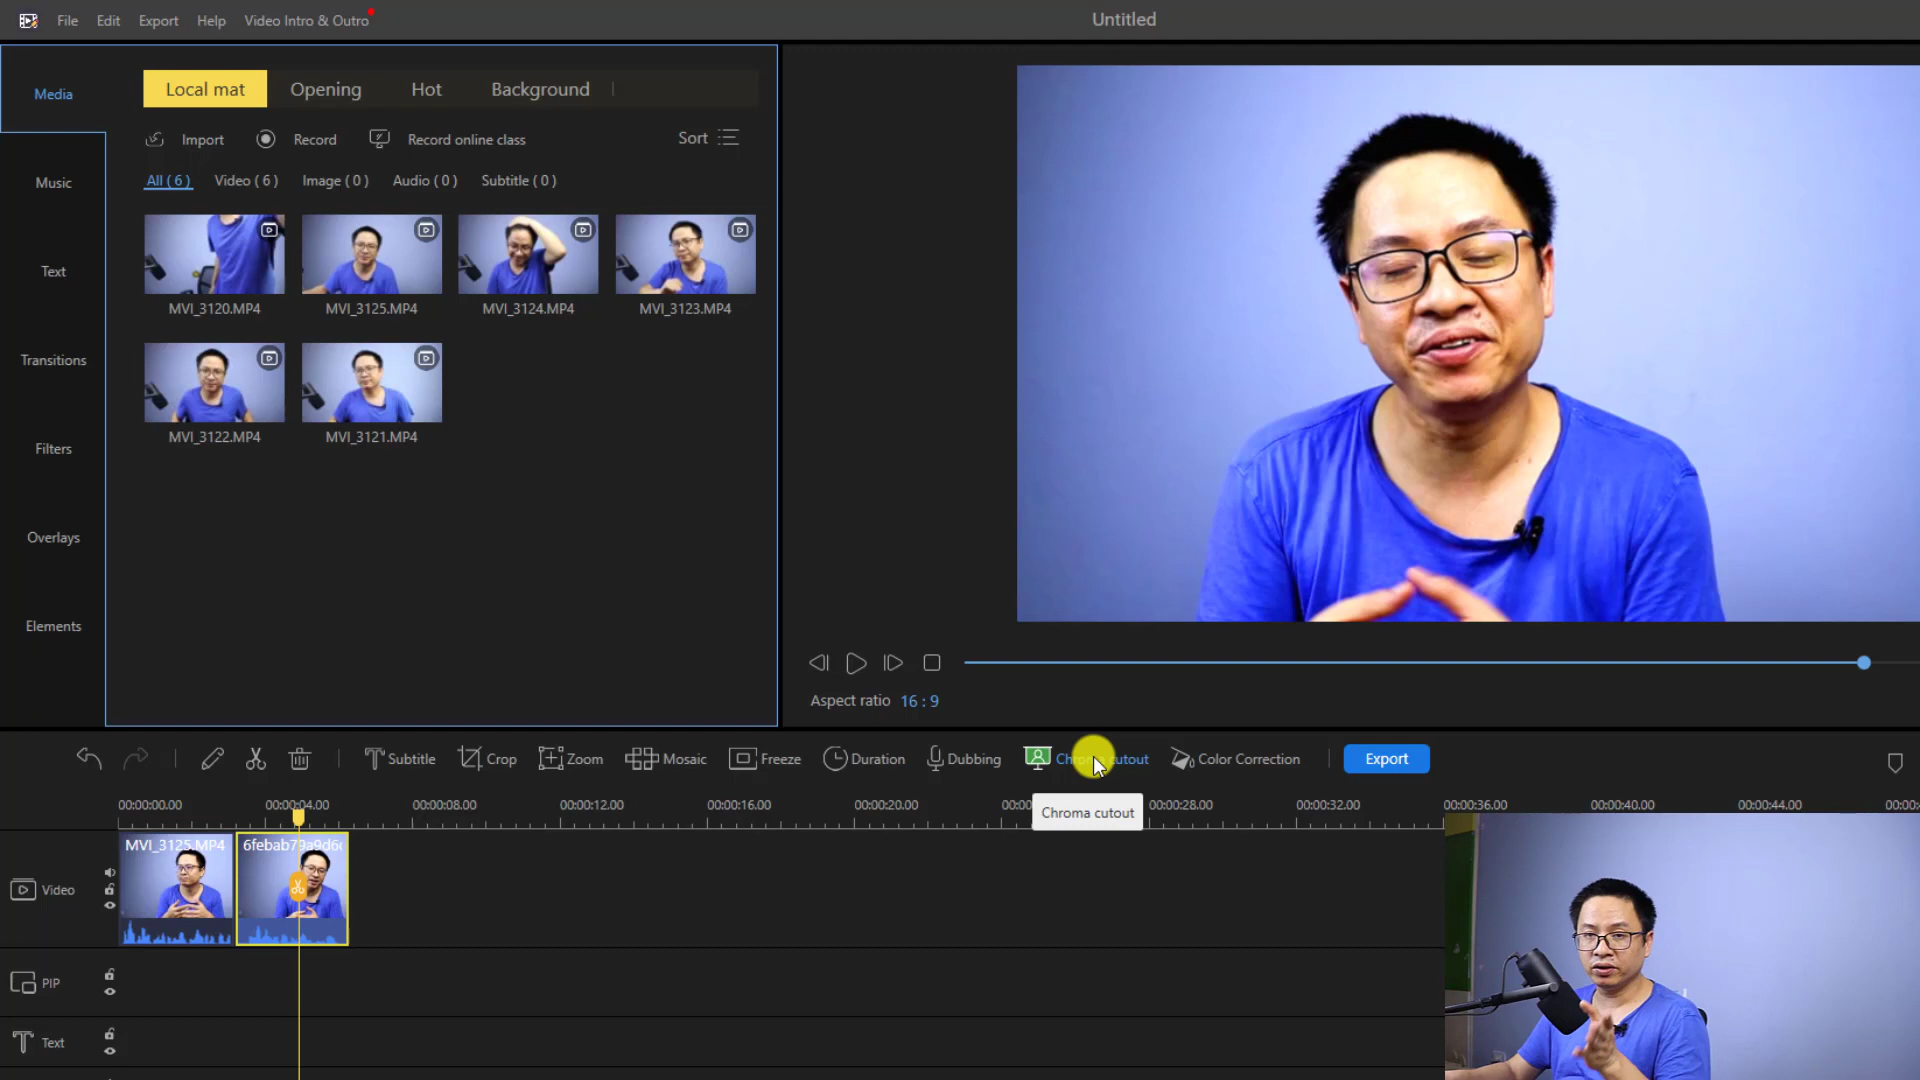 File Edit Export Help Video Intro & Outro
Untitled
Media
Music
Text
Transitions
Filters
Overlays
Elements
Local mat Opening Hot Background
Import Record Record online class Sort
All ( 6 ) Video ( 6 ) Image ( 0 ) Audio ( 0 ) Subtitle ( 0 )
MVI_3120.MP4 MVI_3125.MP4 MVI_3124.MP4 MVI_3123.MP4
MVI_3122.MP4 MVI_3121.MP4
Aspect ratio 16 : 9
Subtitle Crop Zoom Mosaic Freeze Duration Dubbing Chroma cutout Color Correction Export
00:00:00.00 00:00:04.00 00:00:08.00 00:00:12.00 00:00:16.00 00:00:20.00 00:00:28.00 00:00:32.00 00:00:36.00 00:00:40.00 00:00:44.00
Chroma cutout
MVI_3125.MP4
Video
PIP
Text